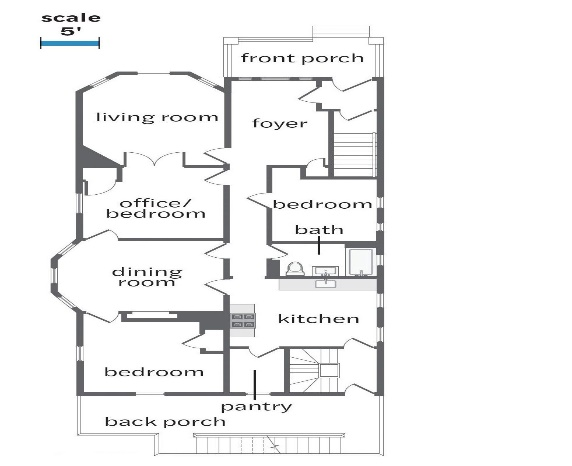 scale
5'
front porch
living room
foyer
office/
bedroom
bedroom
bath
dining
room
kitchen
bedroom
pantry
back porch